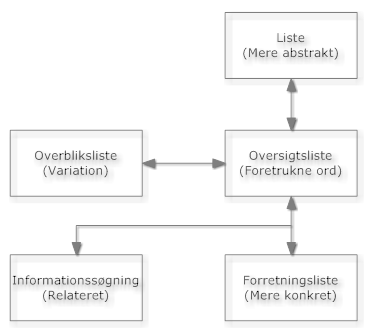 Liste
(Mere abstrakt)
Overbliksliste
(Variation)
Oversigtsliste
(Foretrukne ord)
Informationssøgning
(Relateret)
Forretningsliste
(Mere konkret)